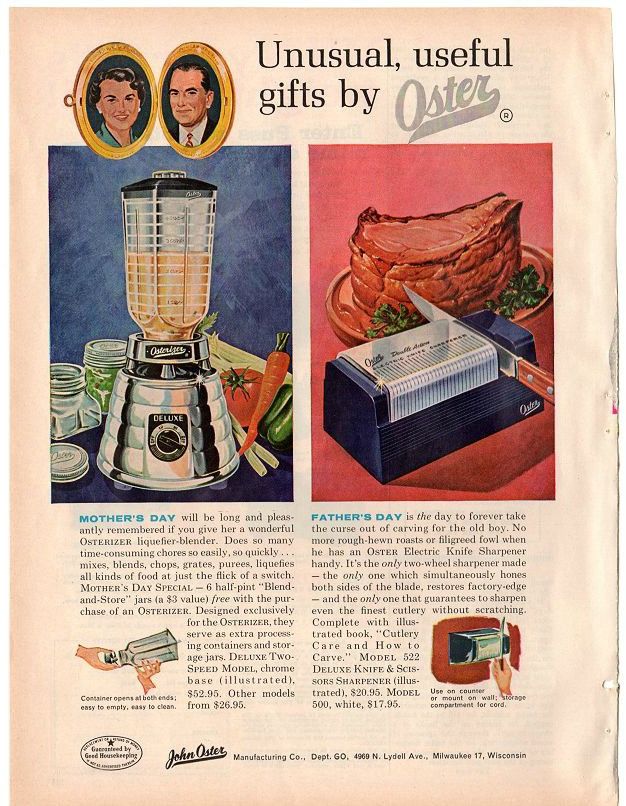 Unusual, useful
gifts by Oster
®
Oster
Osterizer
DELUXE
Oster
Oster
Double Action
ELECTRIC KNIFE SHARPENER
Oster
MOTHER'S DAY will be long and pleas-
antly remembered if you give her a wonderful
OSTERIZER liquefier-blender. Does so many
time-consuming chores so easily, so quickly . . .
mixes, blends, chops, grates, purees, liquefies
all kinds of food at just the flick of a switch.
MOTHER'S DAY SPECIAL — 6 half-pint "Blend-
and-Store" jars (a $3 value) free with the pur-
chase of an OSTERIZER. Designed exclusively
for the OSTERIZER, they
serve as extra process-
ing containers and stor-
age jars. DELUXE TWO-
SPEED MODEL, chrome
base (illustrated),
$52.95. Other models
from $26.95.
Container opens at both ends;
easy to empty, easy to clean.
FATHER'S DAY is the day to forever take
the curse out of carving for the old boy. No
more rough-hewn roasts or filigreed fowl when
he has an OSTER Electric Knife Sharpener
handy. It's the only two-wheel sharpener made
— the only one which simultaneously hones
both sides of the blade, restores factory-edge
— and the only one that guarantees to sharpen
even the finest cutlery without scratching.
Complete with illus-
trated book, "Cutlery
Care and How to
Carve." MODEL 522
DELUXE KNIFE & SCIS-
SORS SHARPENER (illus-
trated), $20.95. MODEL
500, white, $17.95.
Use on counter
or mount on wall; storage
compartment for cord.
Guaranteed by
Good Housekeeping
John Oster Manufacturing Co., Dept. GO, 4969 N. Lydell Ave., Milwaukee 17, Wisconsin